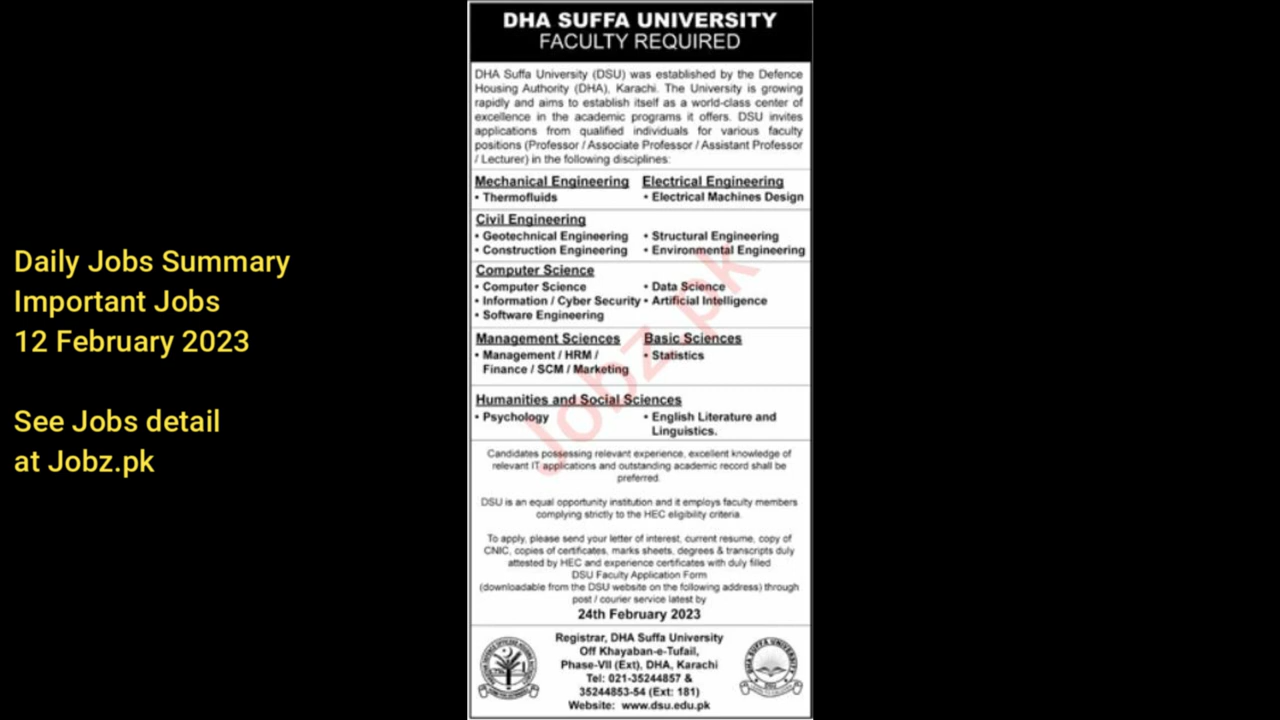 Daily Jobs Summary
Important Jobs
12 February 2023
See Jobs detail
at Jobz.pk
DHA SUFFA UNIVERSITY
FACULTY REQUIRED
DHA Suffa University (DSU) was established by the Defence
Housing Authority (DHA), Karachi. The University is growing
rapidly and aims to establish itself as a world-class center of
excellence in the academic programs it offers. DSU invites
applications from qualified individuals for various faculty
positions (Professor / Associate Professor / Assistant Professor
/ Lecturer) in the following disciplines:
Mechanical Engineering
• Thermofluids
Electrical Engineering
• Electrical Machines Design
Civil Engineering
• Geotechnical Engineering • Structural Engineering
• Construction Engineering • Environmental Engineering
Computer Science
• Computer Science • Data Science
• Information / Cyber Security • Artificial Intelligence
• Software Engineering
Management Sciences
• Management / HRM /
Finance / SCM / Marketing
Basic Sciences
• Statistics
Humanities and Social Sciences
• Psychology
• English Literature and
Linguistics.
Candidates possessing relevant experience, excellent knowledge of
relevant IT applications and outstanding academic record shall be
preferred.
DSU is an equal opportunity institution and it employs faculty members
complying strictly to the HEC eligibility criteria.
To apply, please send your letter of interest, current resume, copy of
CNIC, copies of certificates, marks sheets, degrees & transcripts duly
attested by HEC and experience certificates with duly filled
DSU Faculty Application Form
(downloadable from the DSU website on the following address) through
post / courier service latest by
24th February 2023
Registrar, DHA Suffa University
Off Khayaban-e-Tufail,
Phase-VII (Ext), DHA, Karachi
Tel: 021-35244857 &
35244853-54 (Ext: 181)
Website: www.dsu.edu.pk
Jobz.pk
DHA SUFFA UNIVERSITY
DSU